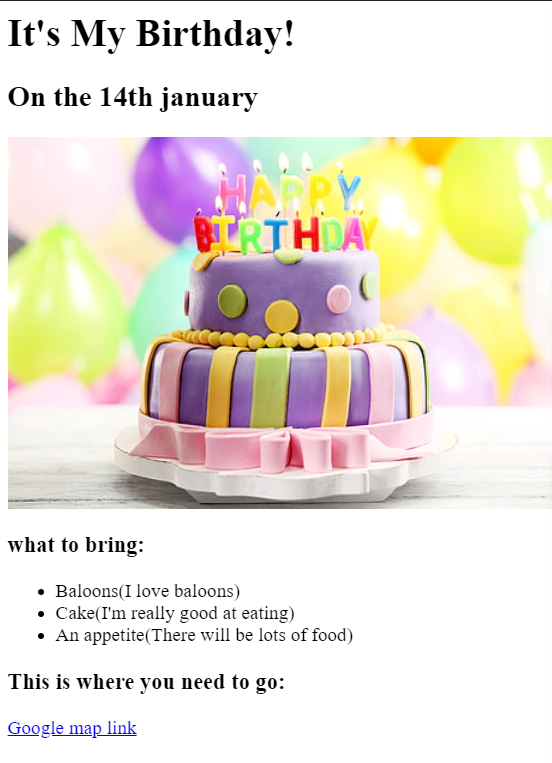 It's My Birthday!
On the 14th january
HAPPY
BIRTHDAY
what to bring:
Baloons(I love baloons)
Cake(I'm really good at eating)
An appetite(There will be lots of food)
This is where you need to go:
Google map link